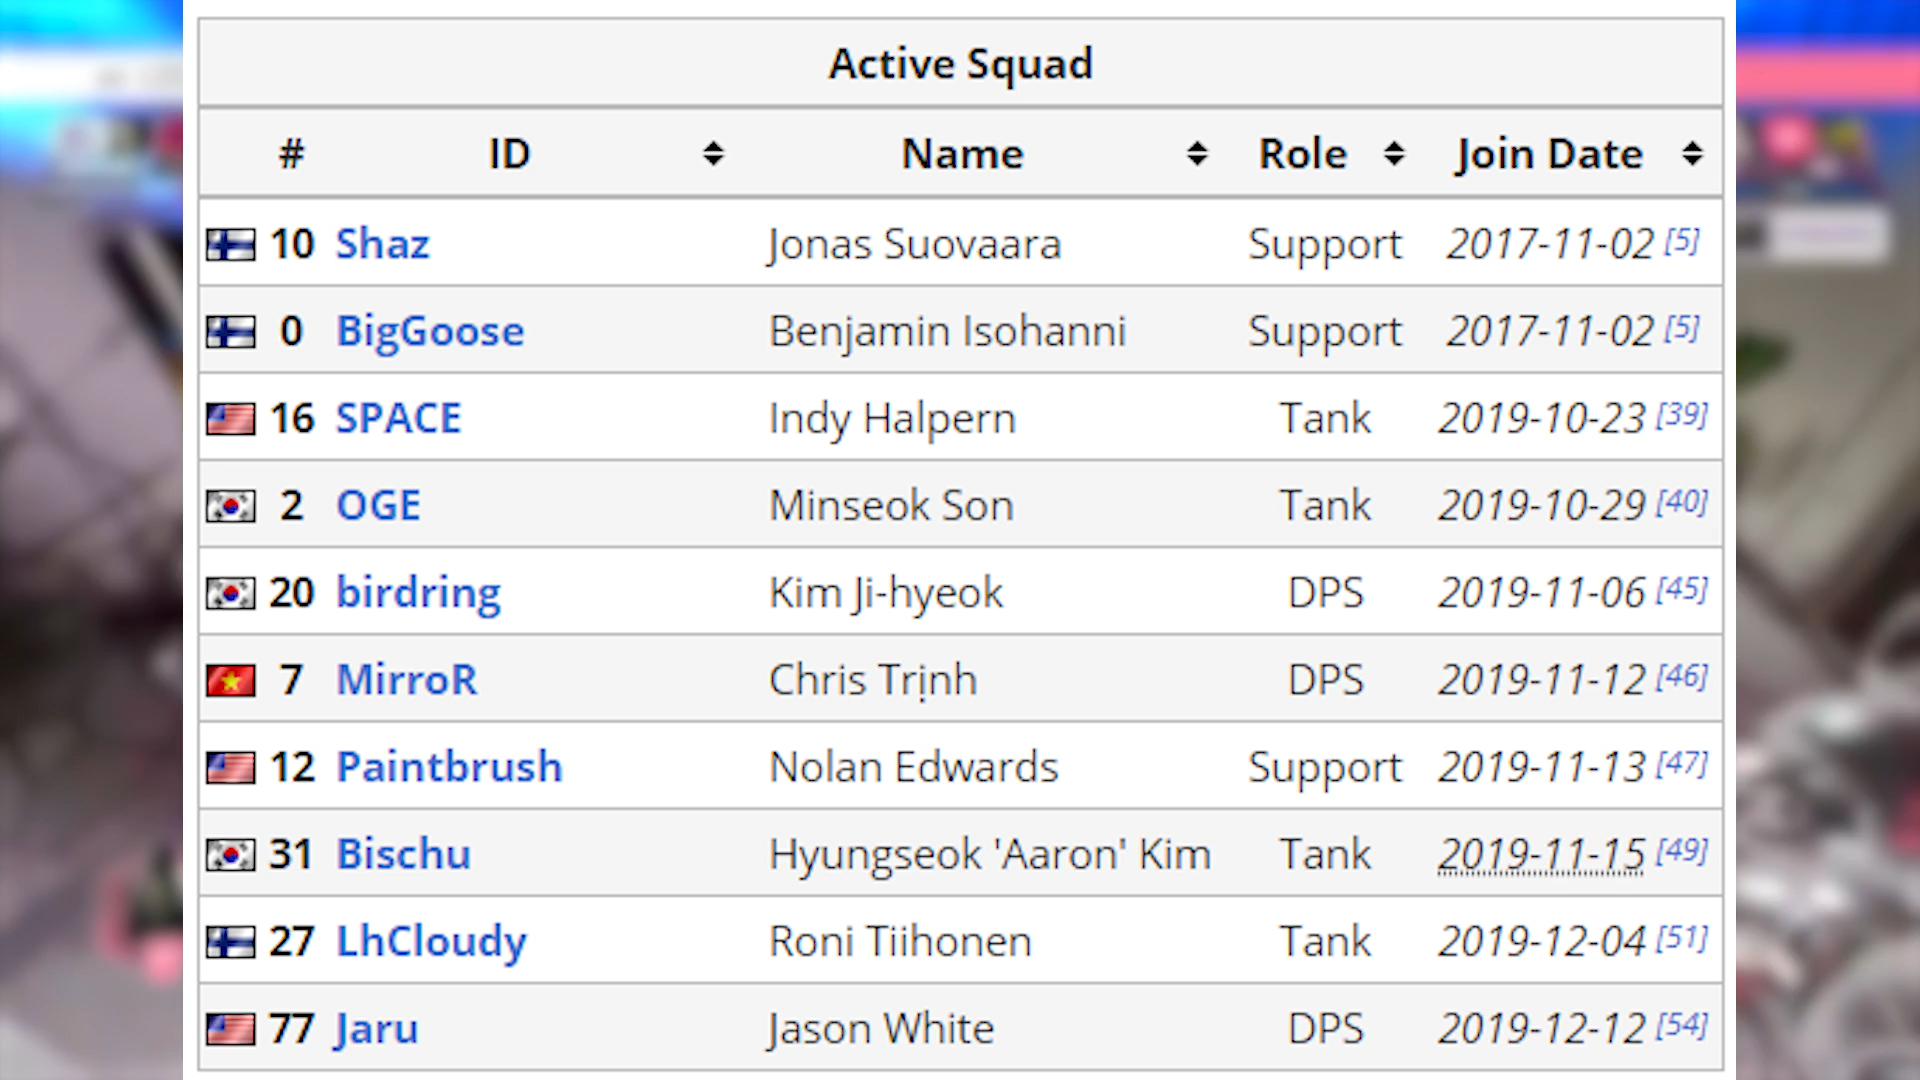 Active Squad
# ID Name Role Join Date
10 Shaz Jonas Suovaara Support 2017-11-02 [5]
0 BigGoose Benjamin Isohanni Support 2017-11-02 [5]
16 SPACE Indy Halpern Tank 2019-10-23 [39]
2 OGE Minseok Son Tank 2019-10-29 [40]
20 birdring Kim Ji-hyeok DPS 2019-11-06 [45]
7 MirroR Chris Trịnh DPS 2019-11-12 [46]
12 Paintbrush Nolan Edwards Support 2019-11-13 [47]
31 Bischu Hyungseok 'Aaron' Kim Tank 2019-11-15 [49]
27 LhCloudy Roni Tiihonen Tank 2019-12-04 [51]
77 Jaru Jason White DPS 2019-12-12 [54]